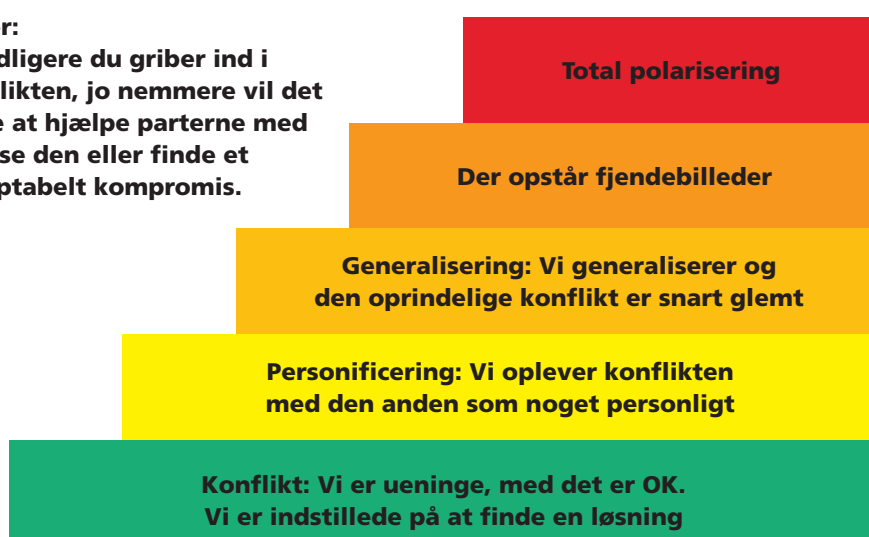 er:
dligere du griber ind i
likten, jo nemmere vil det
e at hjælpe parterne med
se den eller finde et
ptabelt kompromis.
Total polarisering
Der opstår fjendebilleder
Generalisering: Vi generaliserer og
den oprindelige konflikt er snart glemt
Personificering: Vi oplever konflikten
med den anden som noget personligt
Konflikt: Vi er ueninge, med det er OK.
Vi er indstillede på at finde en løsning